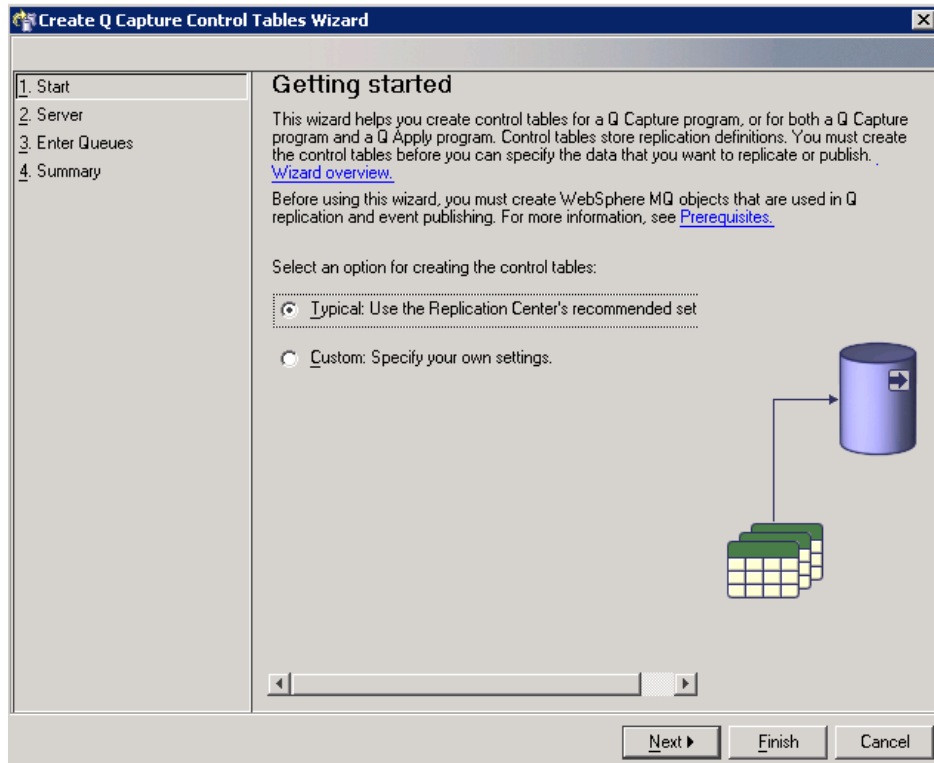 Create Q Capture Control Tables Wizard
1. Start
2. Server
3. Enter Queues
4. Summary
Getting started
This wizard helps you create control tables for a Q Capture program, or for both a Q Capture
program and a Q Apply program. Control tables store replication definitions. You must create
the control tables before you can specify the data that you want to replicate or publish.
Wizard overview.
Before using this wizard, you must create WebSphere MQ objects that are used in Q
replication and event publishing. For more information, see Prerequisites.
Select an option for creating the control tables:
Typical: Use the Replication Center's recommended set
Custom: Specify your own settings.
Next
Finish
Cancel